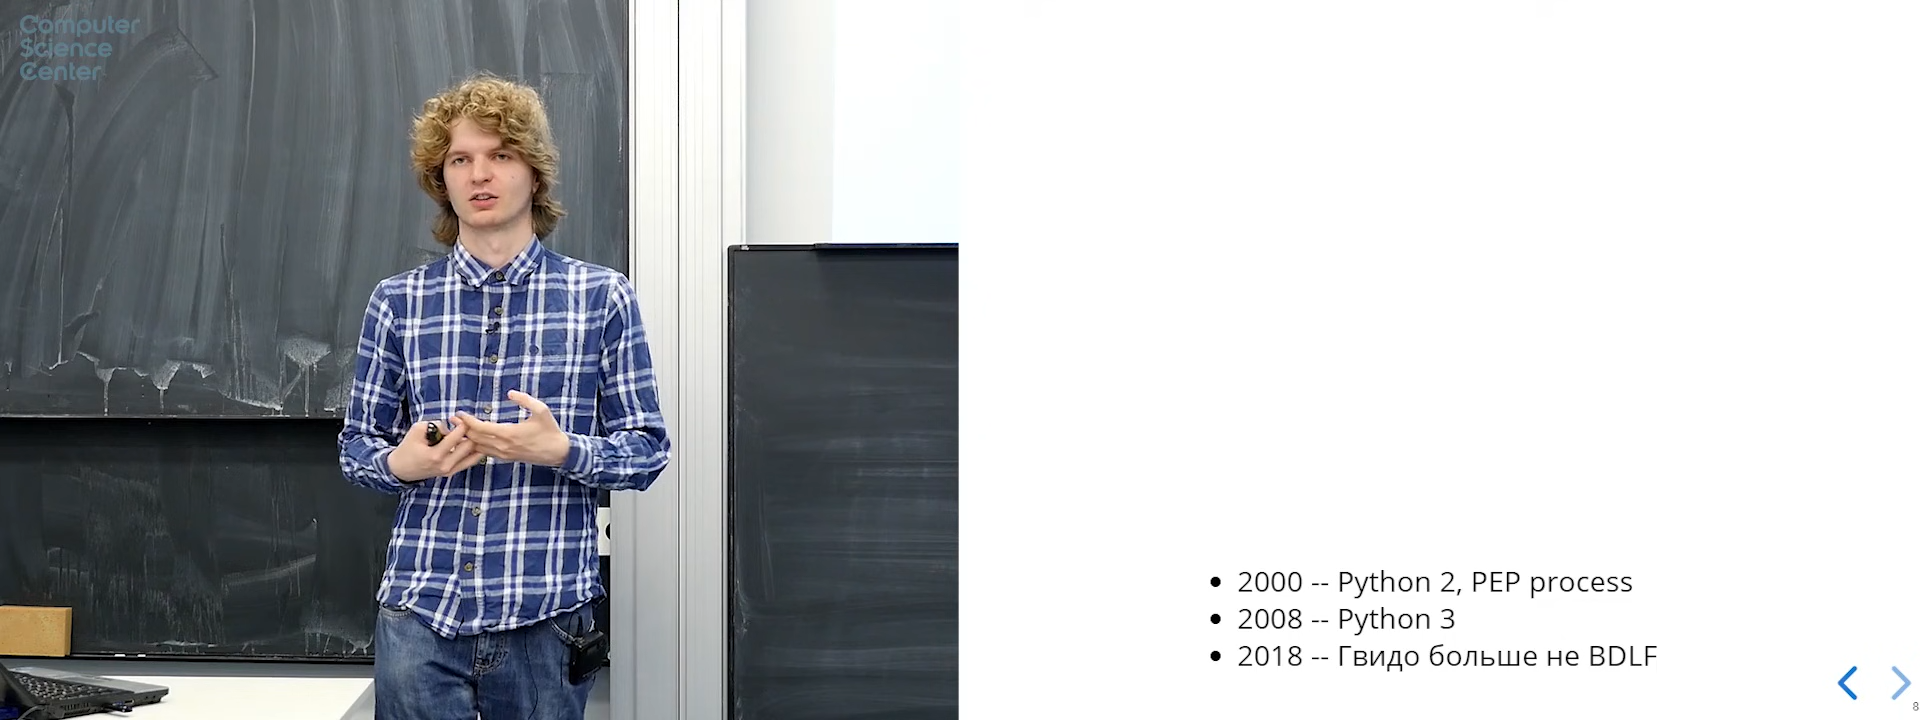 Computer
Science
Center
2000 -- Python 2, PEP process
2008 -- Python 3
2018 -- Гвидо больше не BDLF
8